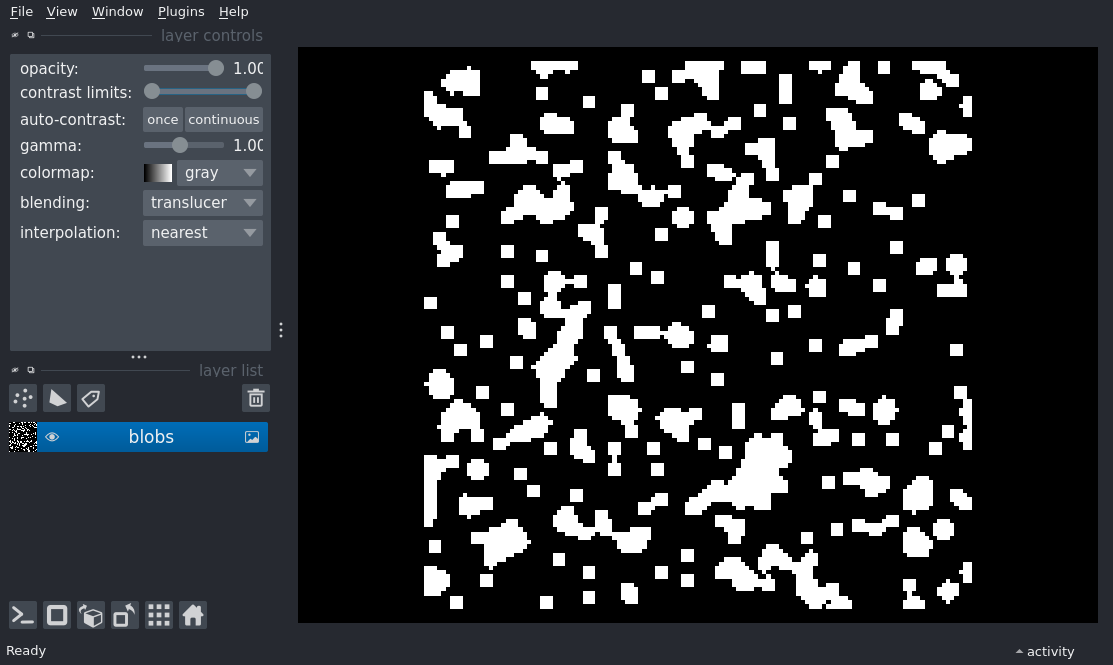 File View Window Plugins Help
layer controls
opacity: 1.00
contrast limits:
auto-contrast: once continuous
gamma: 1.00
colormap: gray
blending: translucer
interpolation: nearest
layer list
blobs
Ready
activity